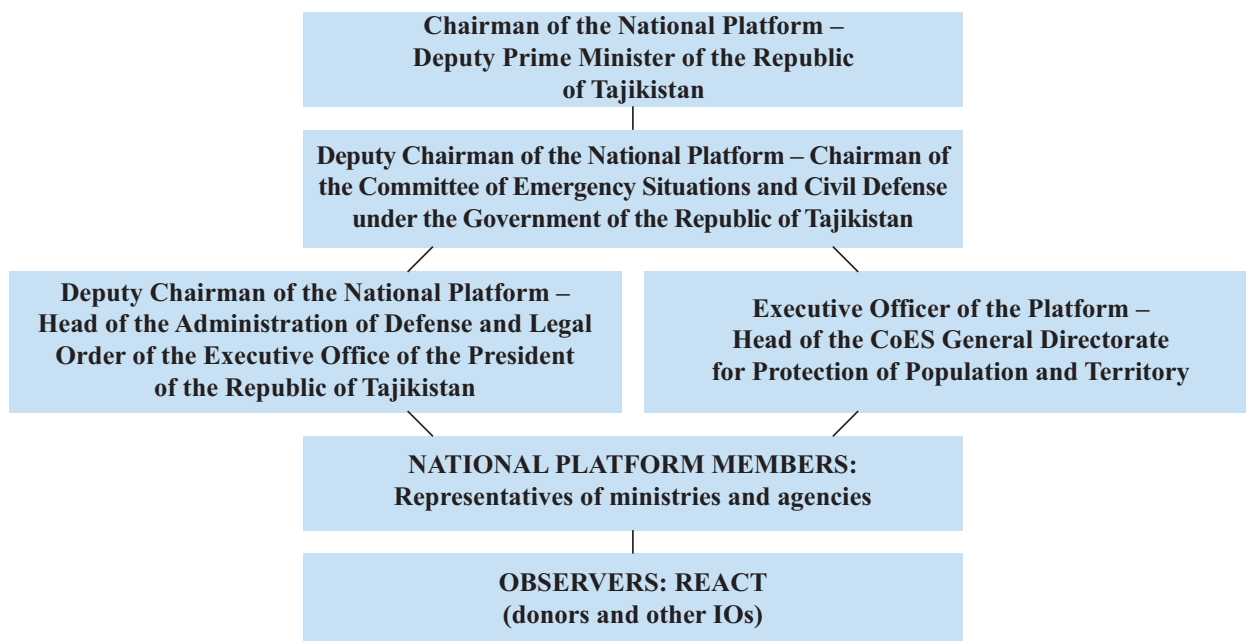 Chairman of the National Platform –
Deputy Prime Minister of the Republic
of Tajikistan
Deputy Chairman of the National Platform – Chairman of
the Committee of Emergency Situations and Civil Defense
under the Government of the Republic of Tajikistan
Deputy Chairman of the National Platform –
Head of the Administration of Defense and Legal
Order of the Executive Office of the President
of the Republic of Tajikistan
Executive Officer of the Platform –
Head of the CoES General Directorate
for Protection of Population and Territory
NATIONAL PLATFORM MEMBERS:
Representatives of ministries and agencies
OBSERVERS: REACT
(donors and other IOs)